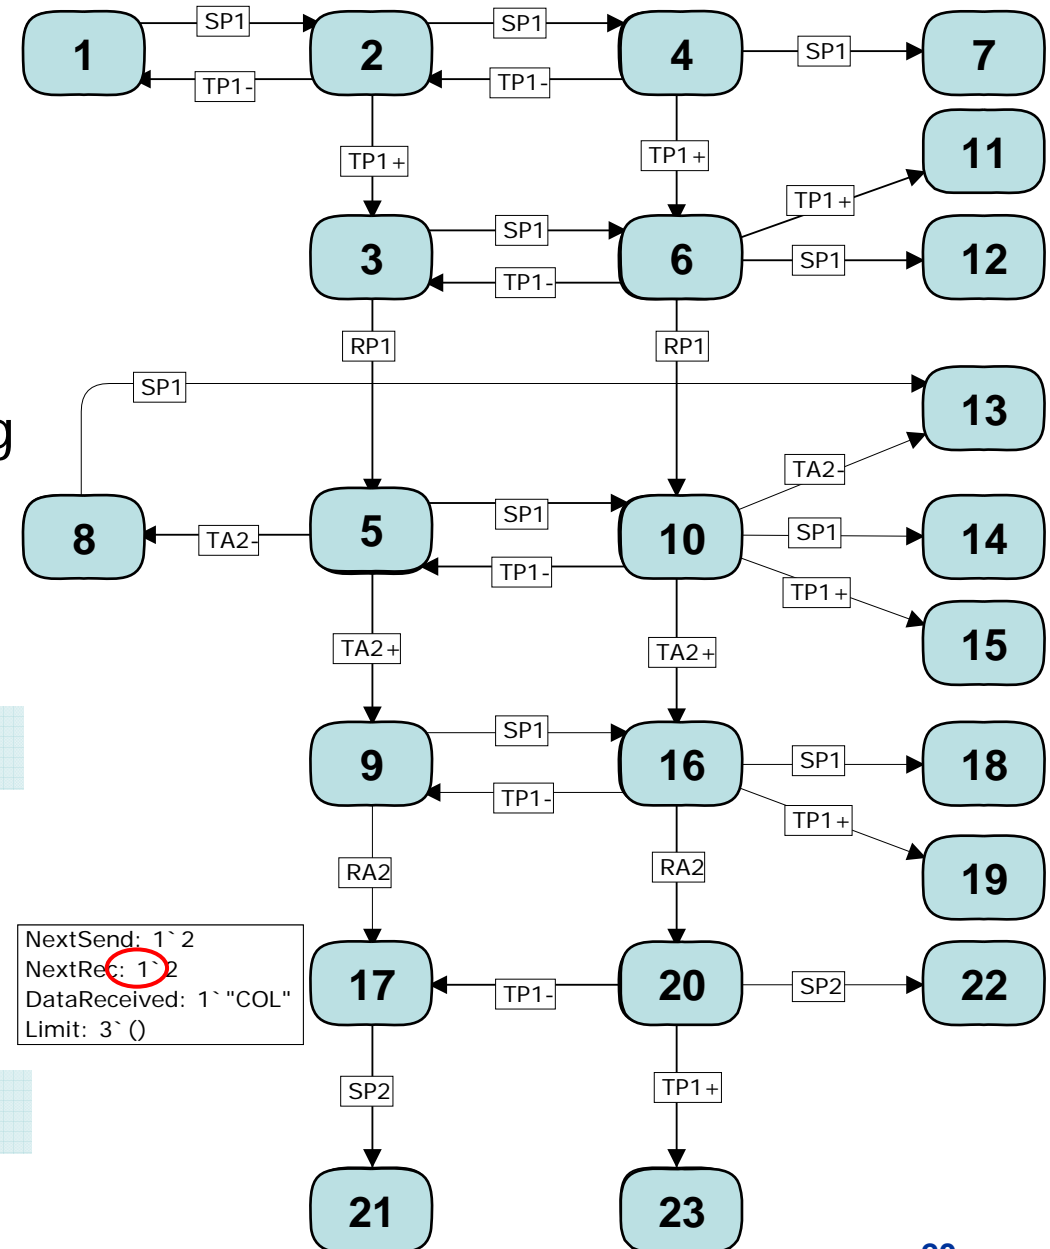 1 SP1 2 SP1 4 SP1 7
TP1- TP1-
TP1+ TP1+ 11
TP1+
3 SP1 6 SP1 12
TP1-
RP1 RP1
SP1 13
g
TA2-
8 TA2- 5 SP1 10 SP1 14
TP1- TP1+
TA2+ TA2+ 15
9 SP1 16 SP1 18
TP1- TP1+
RA2 RA2 19
NextSend: 1`2
NextRec: 1`2
DataReceived: 1`"COL"
Limit: 3`()
17 TP1- 20 SP2 22
SP2 TP1+
21 23